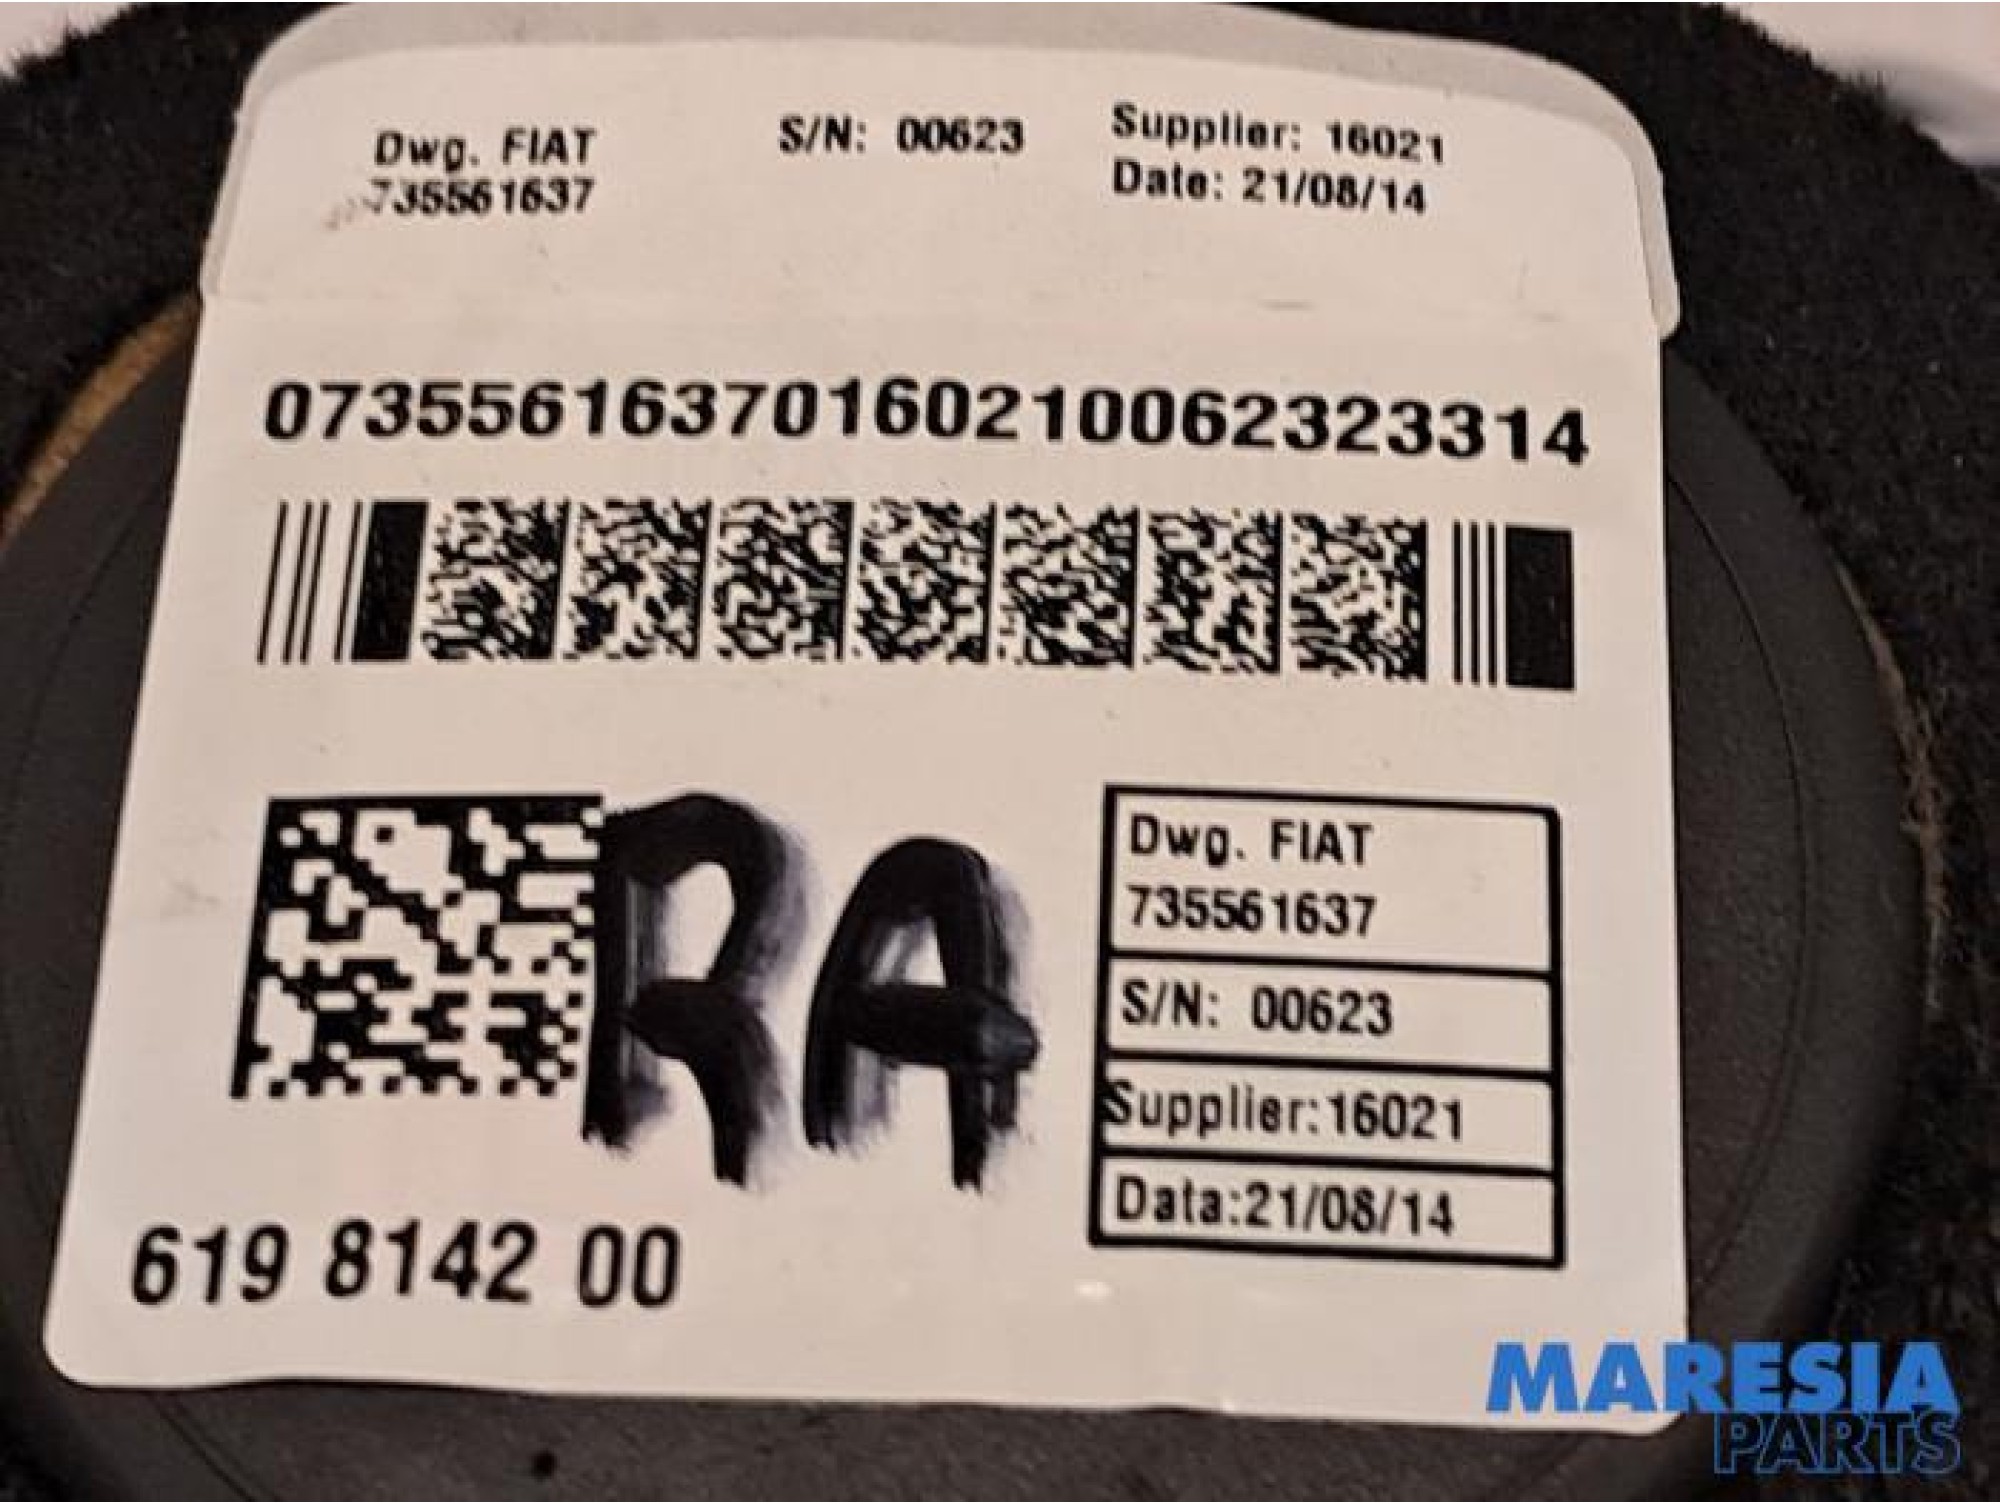 Dwg. FIAT
735561637
S/N: 00623
Supplier: 16021
Date: 21/08/14
07355616370160210062323314
RA
Dwg. FIAT
735561637
S/N: 00623
Supplier:16021
Data:21/08/14
619 8142 00
MARESIA
PARTS